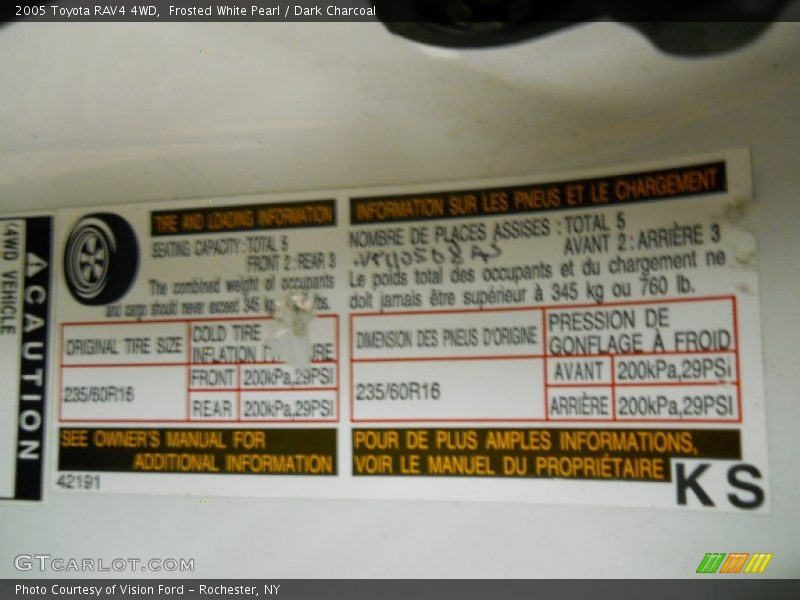 2005 Toyota RAV4 4WD, Frosted White Pearl / Dark Charcoal
4WD VEHICLE
CAUTION
TIRE AND LOADING INFORMATION
SEATING CAPACITY : TOTAL 5
FRONT 2 : REAR 3
The combined weight of occupants
and cargo should never exceed 345 lbs.
ORIGINAL TIRE SIZE
COLD TIRE
INFLATION
235/60R16
FRONT 200kPa,29PSI
REAR 200kPa,29PSI
SEE OWNER'S MANUAL FOR
ADDITIONAL INFORMATION
42191
INFORMATION SUR LES PNEUS ET LE CHARGEMENT
NOMBRE DE PLACES ASSISES : TOTAL 5
AVANT 2 : ARRIÈRE 3
Le poids total des occupants et du chargement ne
doit jamais être supérieur à 345 kg ou 760 lb.
DIMENSION DES PNEUS D'ORIGINE
PRESSION DE
GONFLAGE À FROID
235/60R16
AVANT 200kPa,29PSI
ARRIÈRE 200kPa,29PSI
POUR DE PLUS AMPLES INFORMATIONS,
VOIR LE MANUEL DU PROPRIÉTAIRE
KS
GTCARLOT.COM
Photo Courtesy of Vision Ford - Rochester, NY